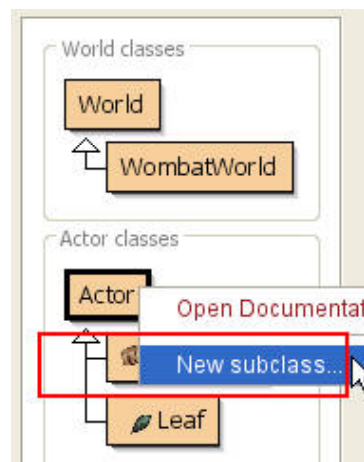 World classes
World
WombatWorld
Actor classes
Actor
Open Documentat
New subclass...
Leaf